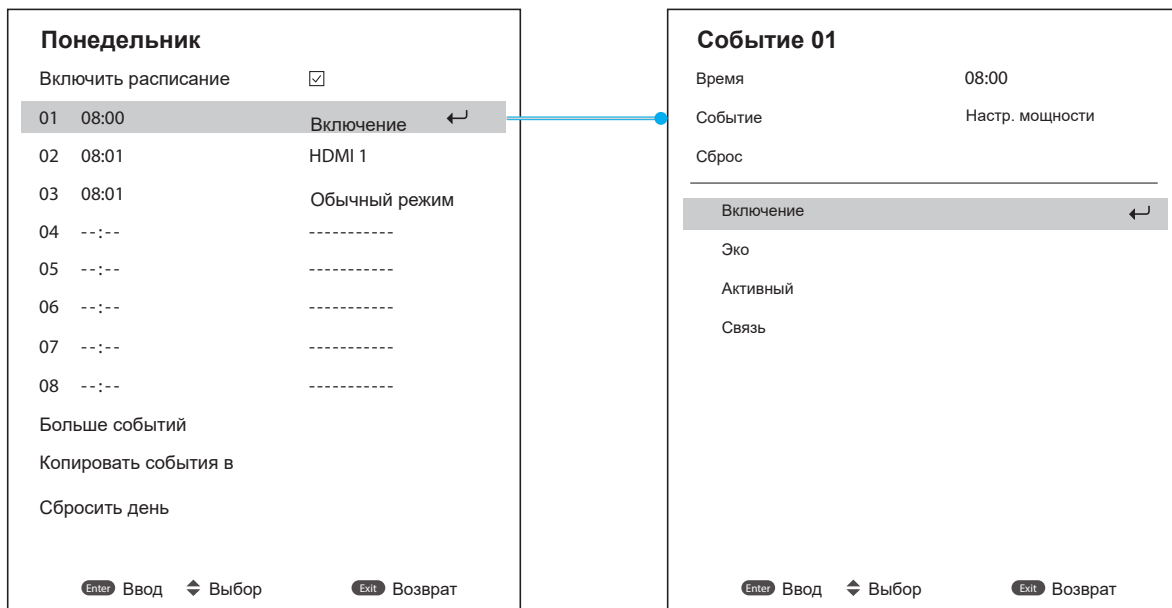 Понедельник
Включить расписание
01 08:00 Включение
02 08:01 HDMI 1
03 08:01 Обычный режим
04 --:-- -----------
05 --:-- -----------
06 --:-- -----------
07 --:-- -----------
08 --:-- -----------
Больше событий
Копировать события в
Сбросить день
Enter Ввод Выбор Exit Возврат
Событие 01
Время 08:00
Событие Настр. мощности
Сброс
Включение
Эко
Активный
Связь
Enter Ввод Выбор Exit Возврат